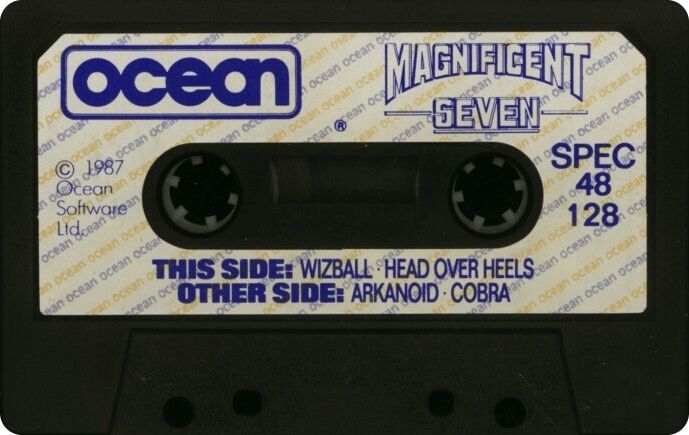 ocean
®
MAGNIFICENT
SEVEN
© 1987
Ocean
Software
Ltd.
SPEC
48
128
THIS SIDE: WIZBALL · HEAD OVER HEELS
OTHER SIDE: ARKANOID · COBRA